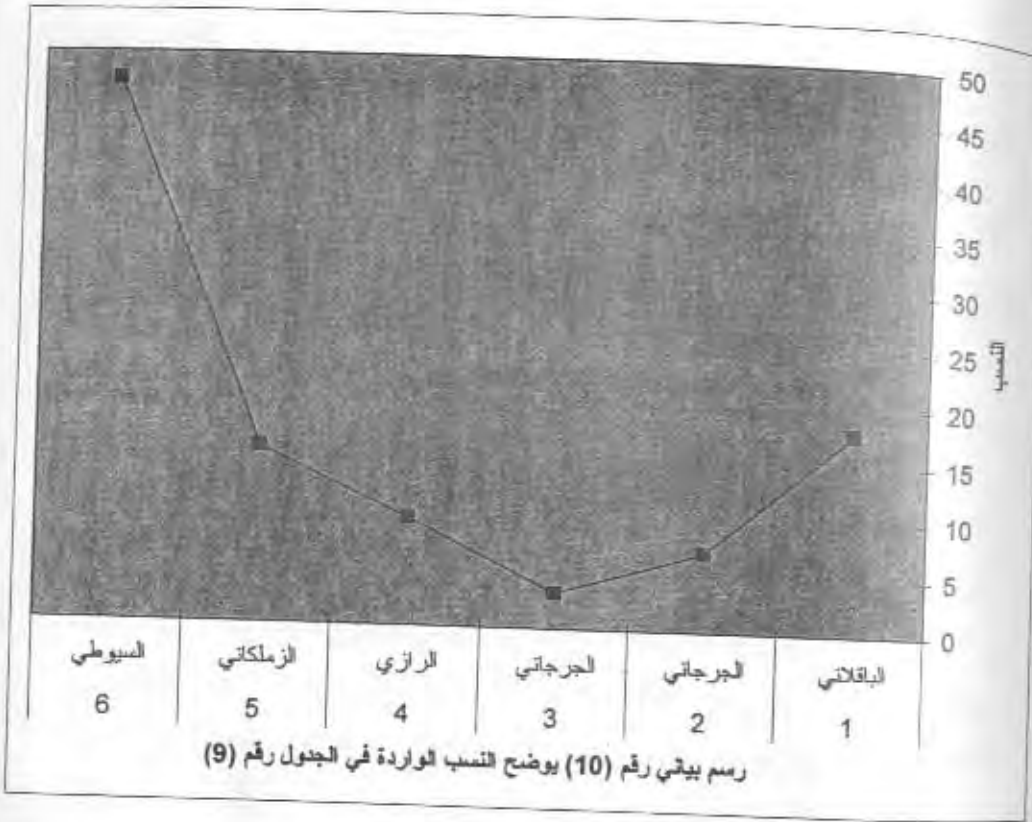 50
45
40
35
30
25
20
15
10
5
0
النسب
الباقلاني الجرجاني الجرجاني الرازي الزملكاني السيوطي
1 2 3 4 5 6
رسم بياني رقم (10) يوضح النسب الواردة في الجدول رقم (9)